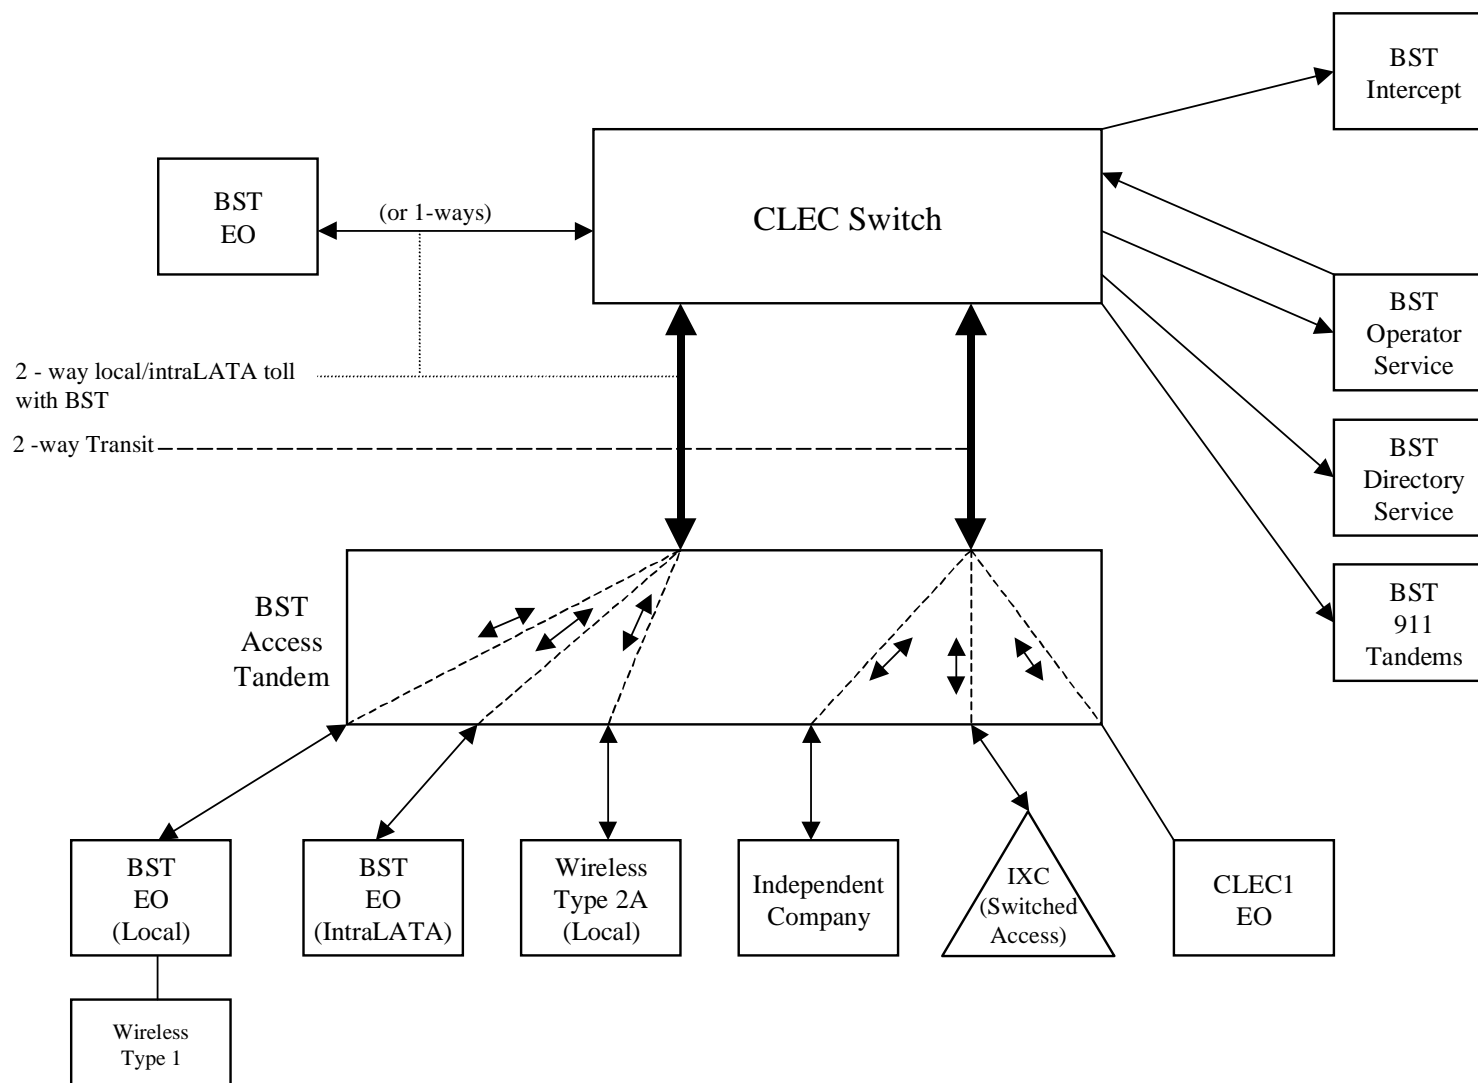 BST
Intercept
BST
EO
(or 1-ways)
CLEC Switch
BST
Operator
Service
2 - way local/intraLATA toll
with BST
2 -way Transit
BST
Directory
Service
BST
911
Tandems
BST
Access
Tandem
BST
EO
(Local)
BST
EO
(IntraLATA)
Wireless
Type 2A
(Local)
Independent
Company
IXC
(Switched
Access)
CLEC1
EO
Wireless
Type 1